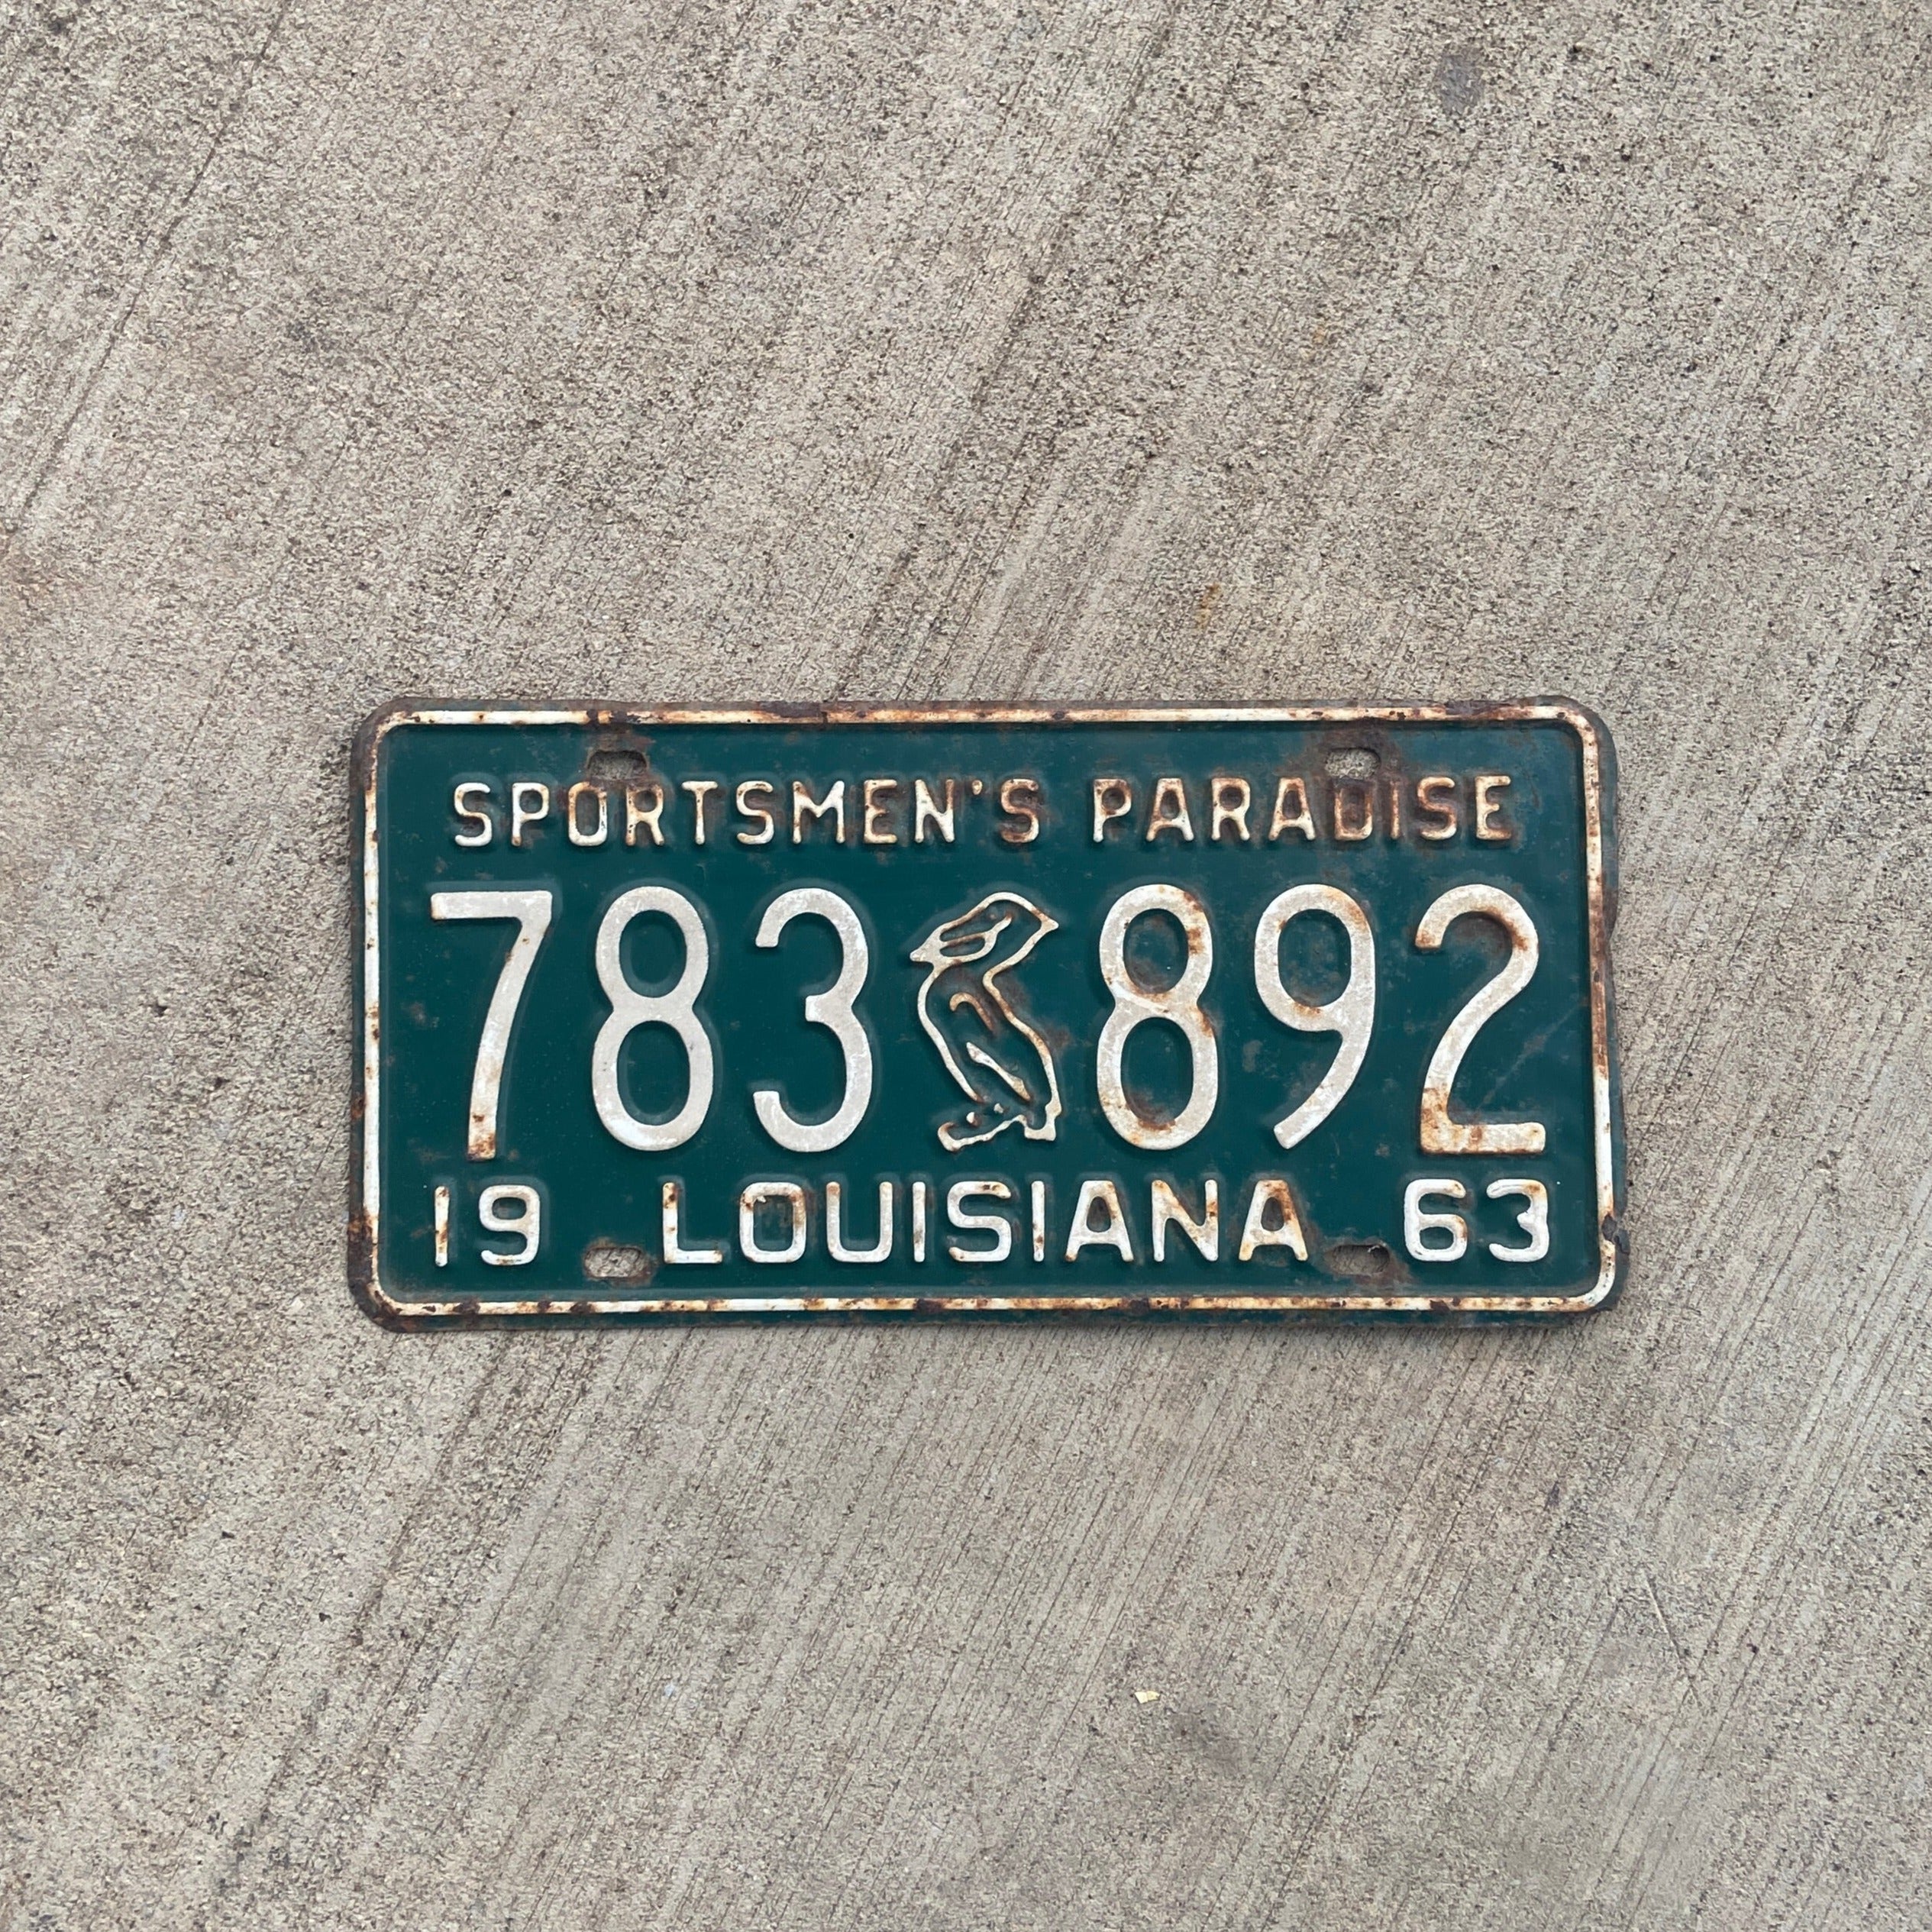 SPORTSMEN'S PARADISE
783 892
19 LOUISIANA 63